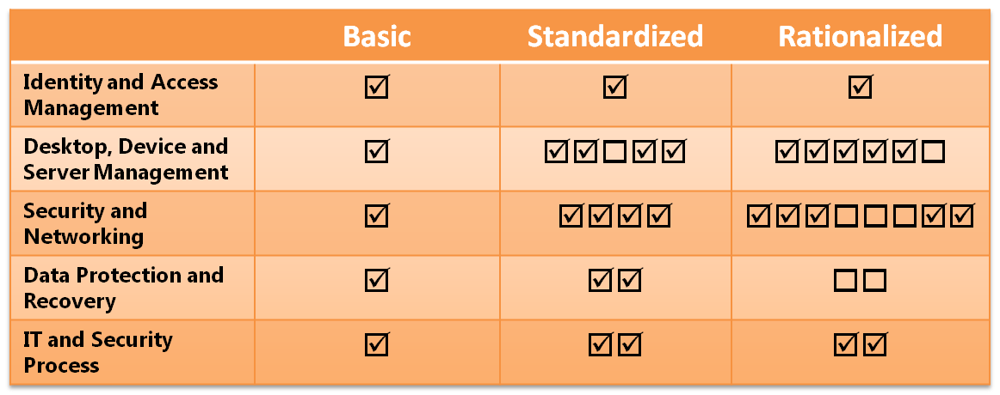 Basic Standardized Rationalized
Identity and Access
Management
☑ ☑ ☑
Desktop, Device and
Server Management
☑ ☑☑☐☑☑ ☑☑☑☑☑☐
Security and
Networking
☑ ☑☑☑☑ ☑☑☑☐☐☐☑☑
Data Protection and
Recovery
☑ ☑☑ ☐☐
IT and Security
Process
☑ ☑☑ ☑☑